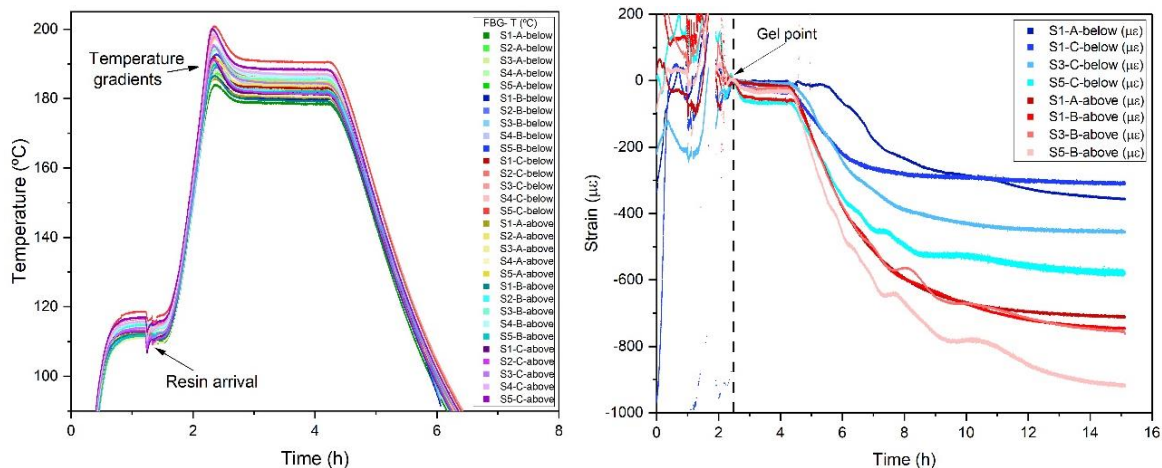 Temperature (ºC)
200
180
160
140
120
100
0
2
4
6
8
Time (h)
Temperature
gradients
Resin arrival
FBG- T (ºC)
S1-A-below
S2-A-below
S3-A-below
S4-A-below
S5-A-below
S1-B-below
S2-B-below
S3-B-below
S4-B-below
S5-B-below
S1-C-below
S2-C-below
S3-C-below
S4-C-below
S5-C-below
S1-A-above
S2-A-above
S3-A-above
S4-A-above
S5-A-above
S1-B-above
S2-B-above
S3-B-above
S4-B-above
S5-B-above
S1-C-above
S2-C-above
S3-C-above
S4-C-above
S5-C-above
Strain (µε)
200
0
-200
-400
-600
-800
-1000
0
2
4
6
8
10
12
14
16
Time (h)
Gel point
S1-A-below (µε)
S1-C-below (µε)
S3-C-below (µε)
S5-C-below (µε)
S1-A-above (µε)
S1-B-above (µε)
S3-B-above (µε)
S5-B-above (µε)